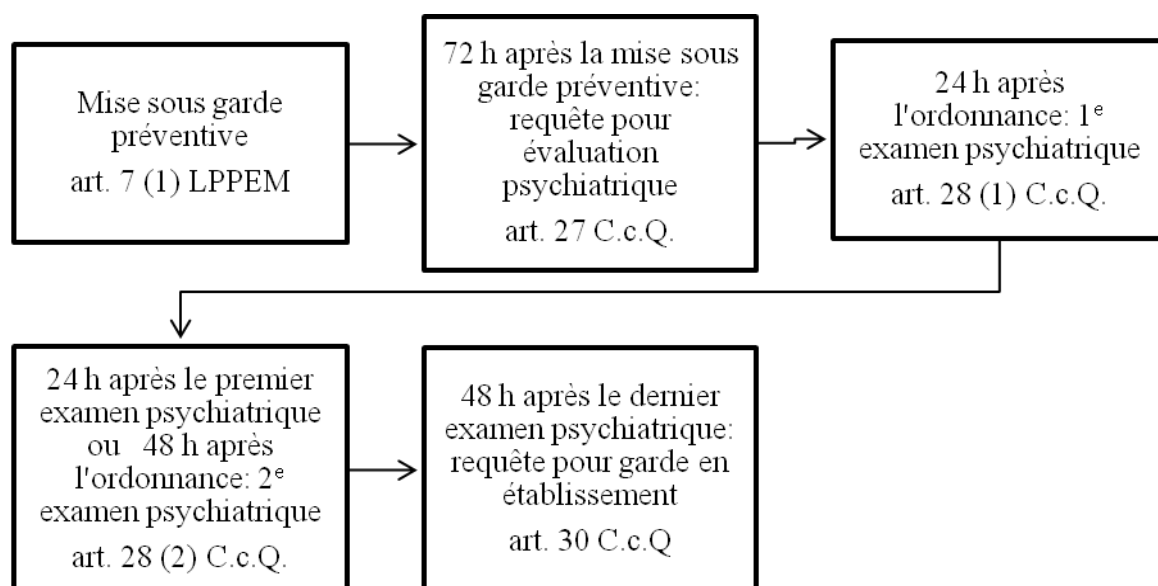 Mise sous garde
préventive
art. 7 (1) LPPEM
72 h après la mise sous
garde préventive:
requête pour
évaluation
psychiatrique
art. 27 C.c.Q.
24 h après
l'ordonnance: 1e
examen psychiatrique
art. 28 (1) C.c.Q.
24 h après le premier
examen psychiatrique
ou 48 h après
l'ordonnance: 2e
examen psychiatrique
art. 28 (2) C.c.Q.
48 h après le dernier
examen psychiatrique:
requête pour garde en
établissement
art. 30 C.c.Q